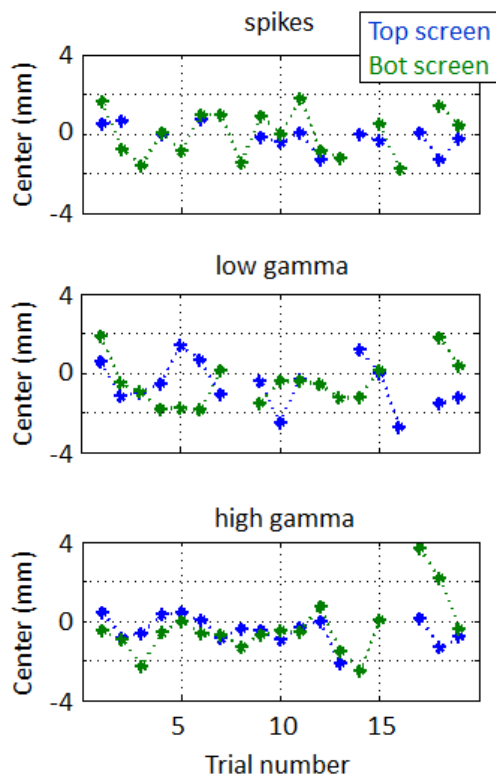 spikes
Top screen
Bot screen
4
0
-4
Center (mm)
low gamma
4
0
-4
Center (mm)
high gamma
4
0
-4
Center (mm)
5 10 15
Trial number